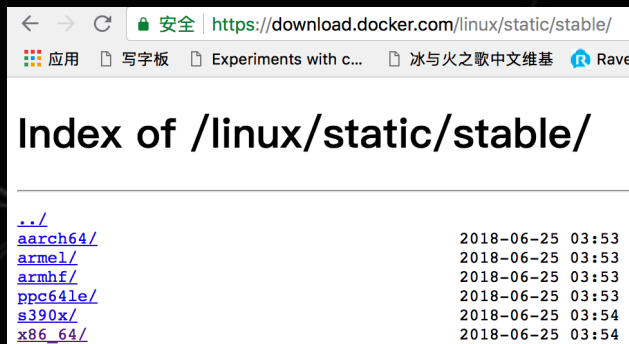 安全 https://download.docker.com/linux/static/stable/
应用 写字板 Experiments with c... 冰与火之歌中文维基 Rave
Index of /linux/static/stable/
../
aarch64/ 2018-06-25 03:53
armel/ 2018-06-25 03:53
armhf/ 2018-06-25 03:53
ppc64le/ 2018-06-25 03:53
s390x/ 2018-06-25 03:54
x86_64/ 2018-06-25 03:54